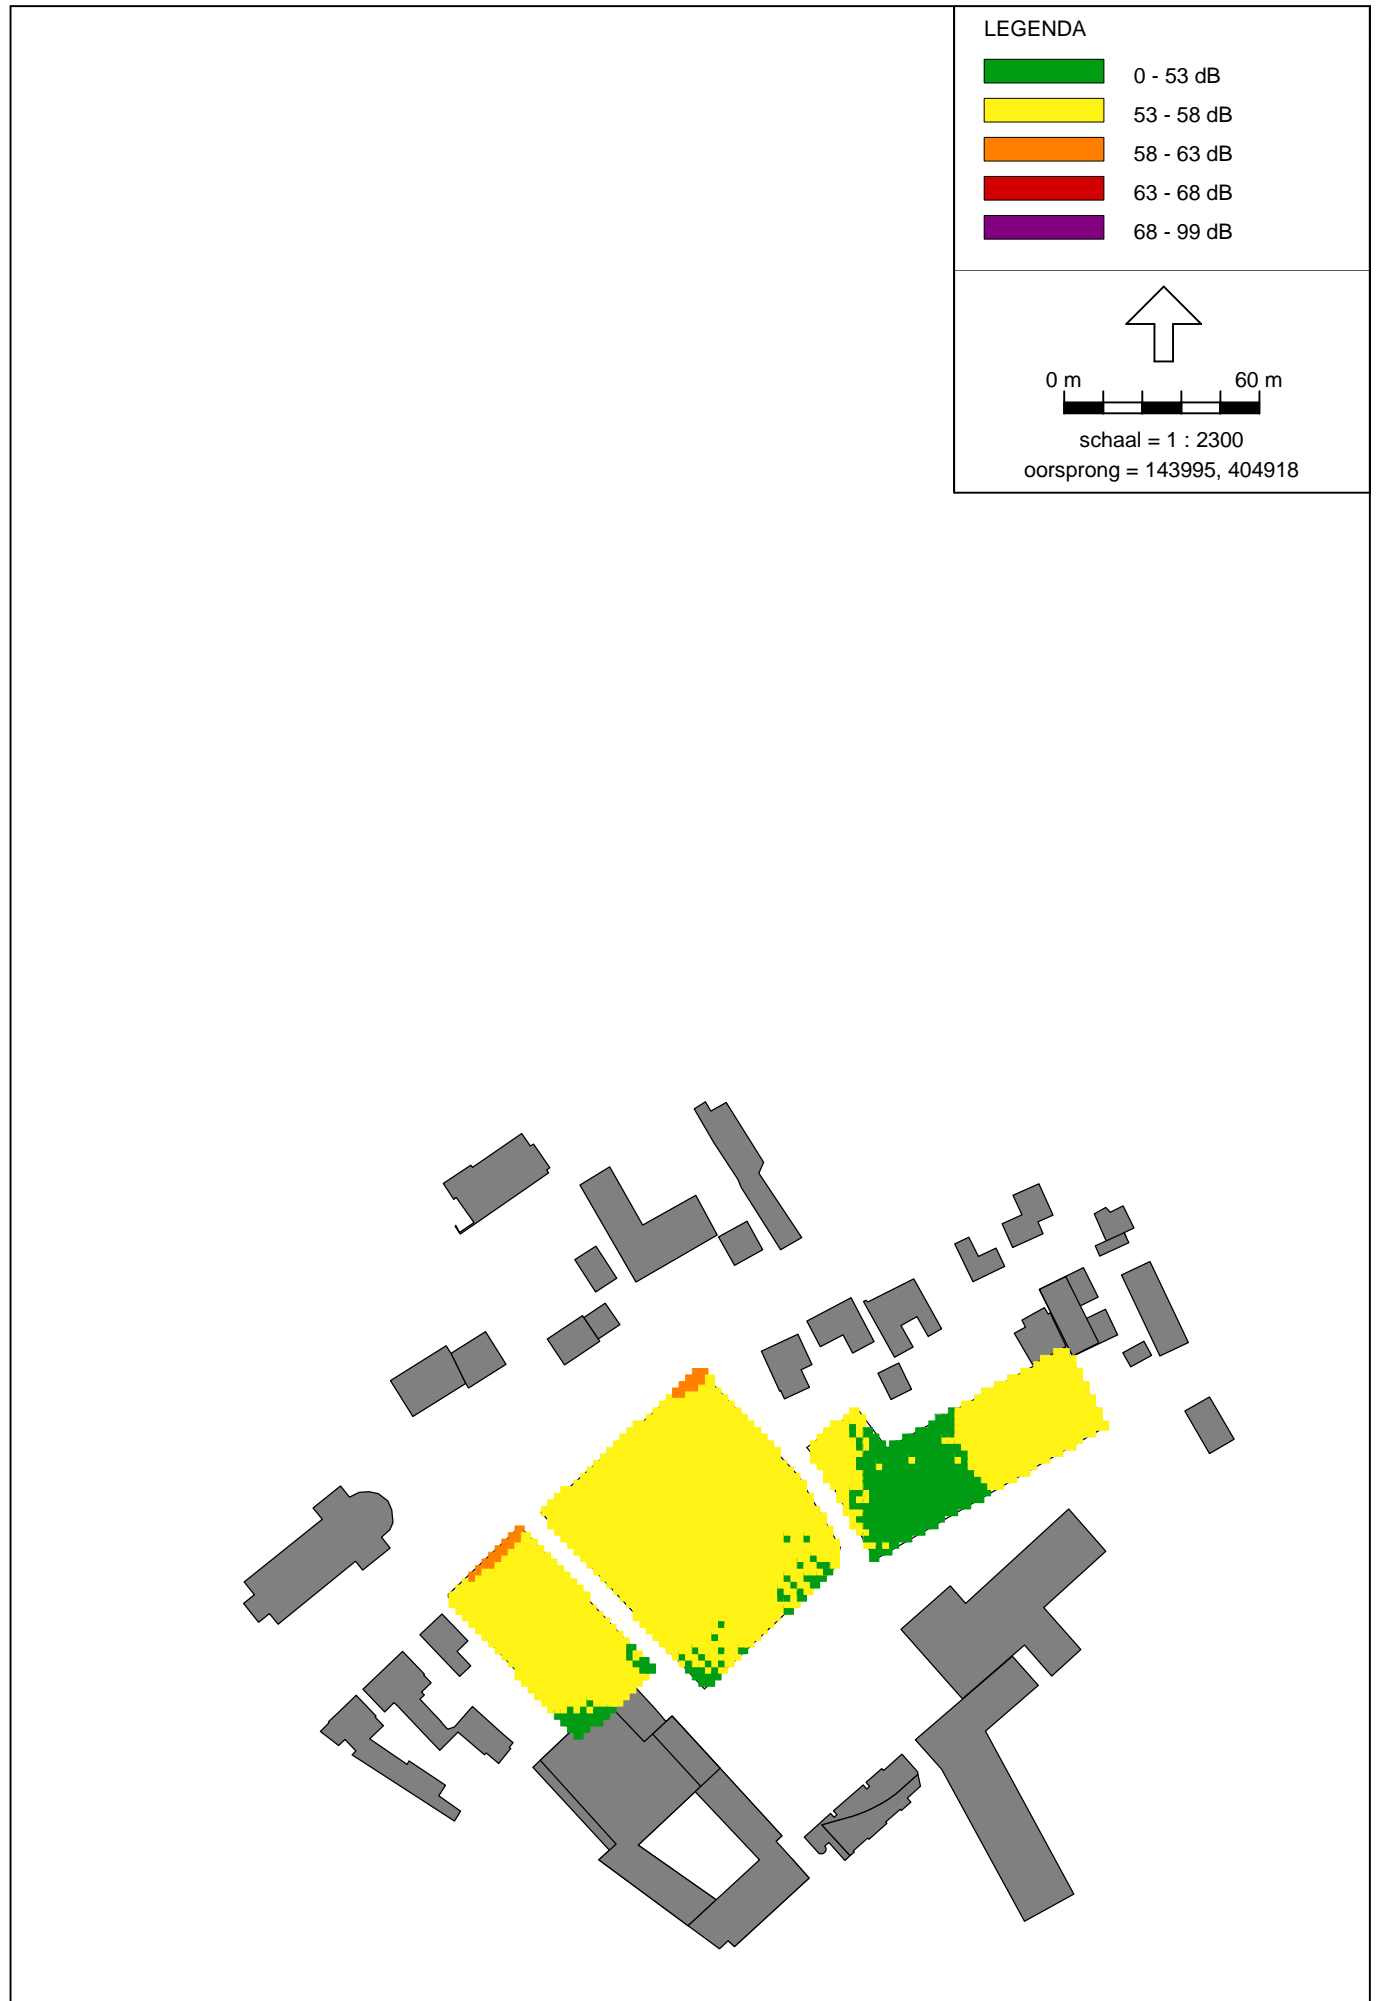 LEGENDA
0 - 53 dB
53 - 58 dB
58 - 63 dB
63 - 68 dB
68 - 99 dB
0 m 60 m
schaal = 1 : 2300
oorsprong = 143995, 404918